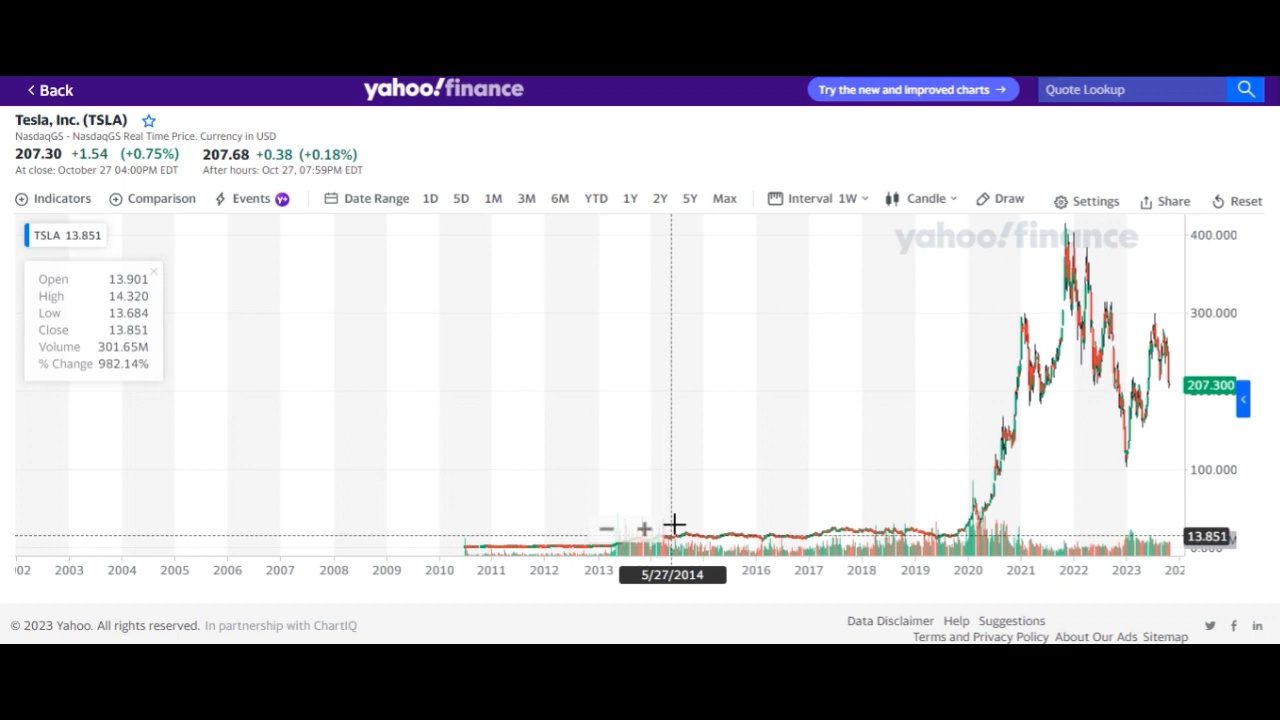 < Back
yahoo!finance
Try the new and improved charts →
Quote Lookup
Tesla, Inc. (TSLA)
NasdaqGS - NasdaqGS Real Time Price. Currency in USD
207.30 +1.54 (+0.75%) 207.68 +0.38 (+0.18%)
At close: October 27 04:00PM EDT After hours: Oct 27, 07:59PM EDT
Indicators Comparison Events Y+ Date Range 1D 5D 1M 3M 6M YTD 1Y 2Y 5Y Max Interval 1W Candle Draw Settings Share Reset
TSLA 13.851
yahoo!finance
400.000
Open 13.901
High 14.320
Low 13.684
Close 13.851
Volume 301.65M
% Change 982.14%
300.000
207.300
100.000
13.851
02 2003 2004 2005 2006 2007 2008 2009 2010 2011 2012 2013 5/27/2014 2016 2017 2018 2019 2020 2021 2022 2023 202
© 2023 Yahoo. All rights reserved. In partnership with ChartIQ
Data Disclaimer Help Suggestions
Terms and Privacy Policy About Our Ads Sitemap